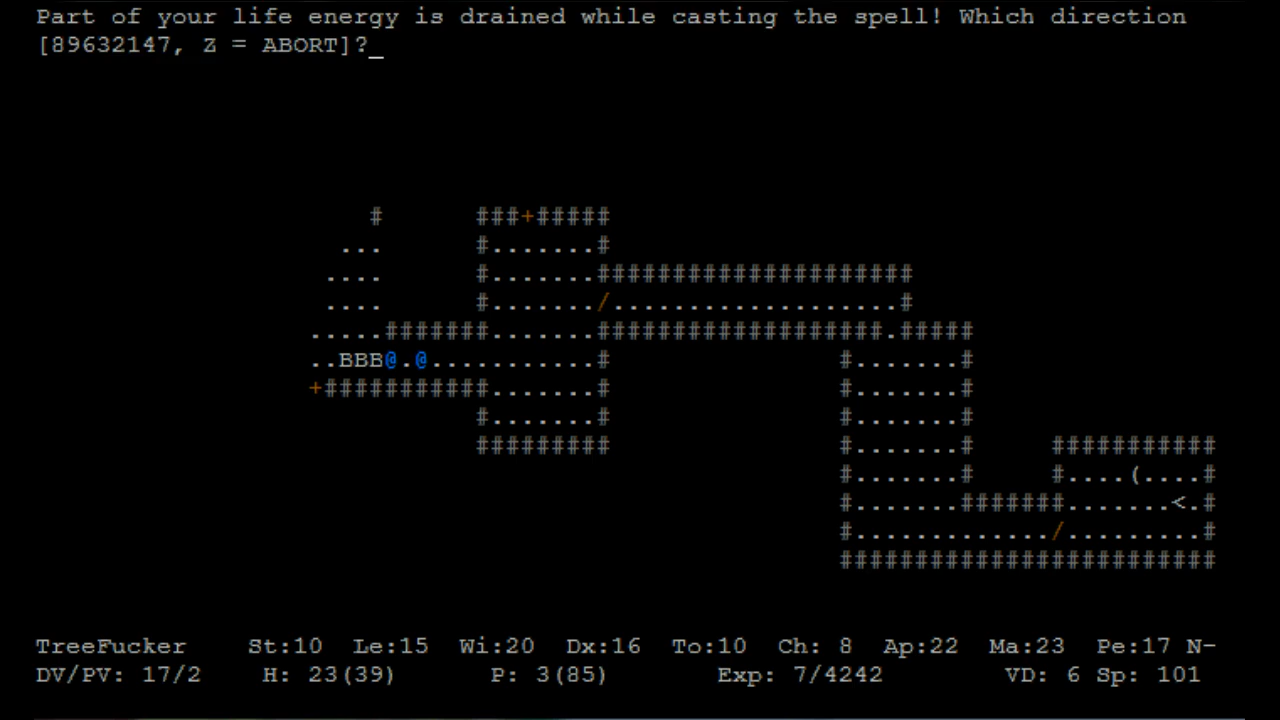 Part of your life energy is drained while casting the spell! Which direction
[89632147, Z = ABORT]?_
# ###+#####
... #.......#
.... #.......#####################
.... #......./...................#
.....#######.......###################.#####
..BBB@.@...........# #.......#
+###########.......# #.......#
#.......# #.......#
######### #.......# ###########
#.......# #....(....#
#.......#######.......<.#
#............./.........#
#########################
TreeFucker St:10 Le:15 Wi:20 Dx:16 To:10 Ch: 8 Ap:22 Ma:23 Pe:17 N-
DV/PV: 17/2 H: 23(39) P: 3(85) Exp: 7/4242 VD: 6 Sp: 101